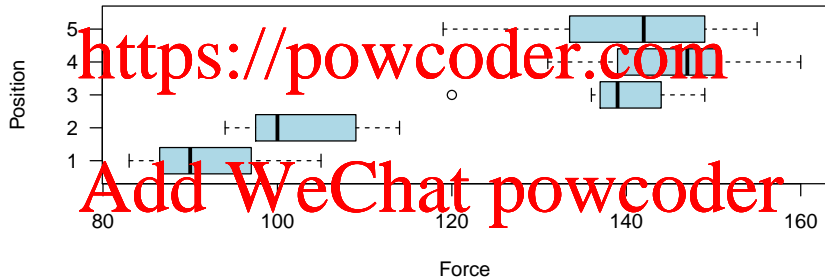 5
https://powcoder.com
4
Position
3
2
1
Add WeChat powcoder
80 100 120 140 160
Force